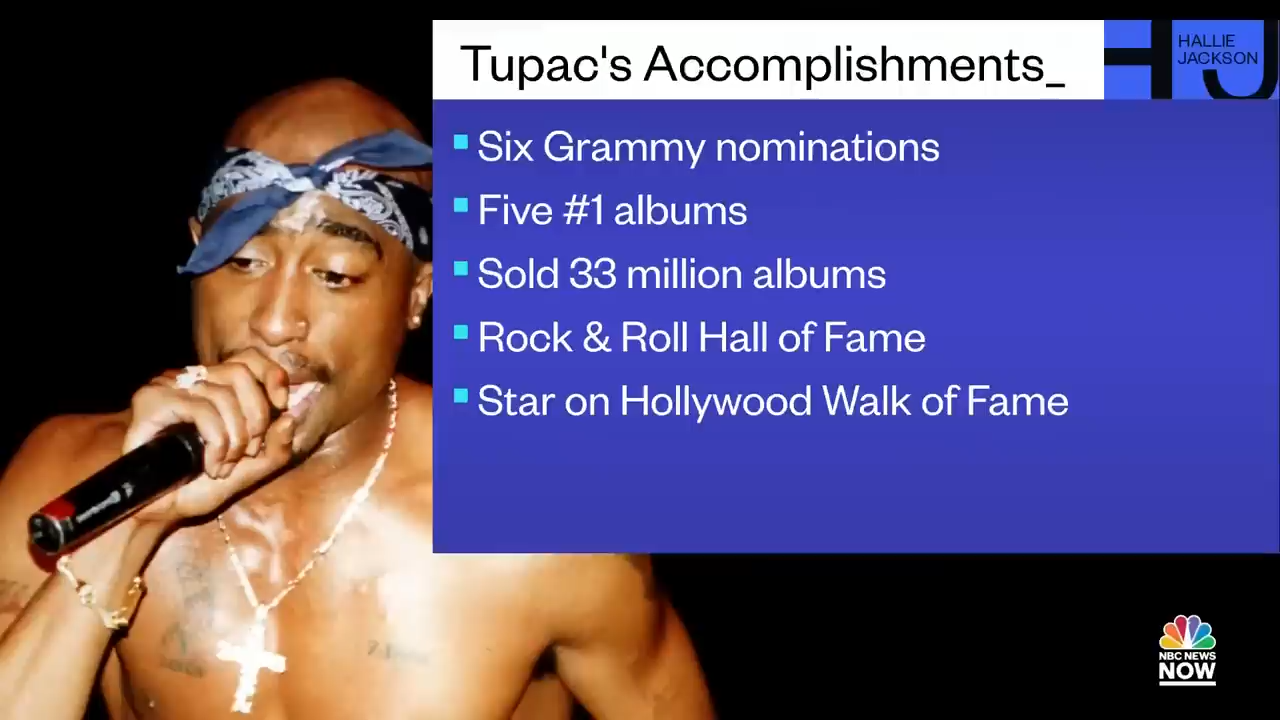 Tupac's Accomplishments_
HALLIE
JACKSON
Six Grammy nominations
Five #1 albums
Sold 33 million albums
Rock & Roll Hall of Fame
Star on Hollywood Walk of Fame
NBC NEWS
NOW